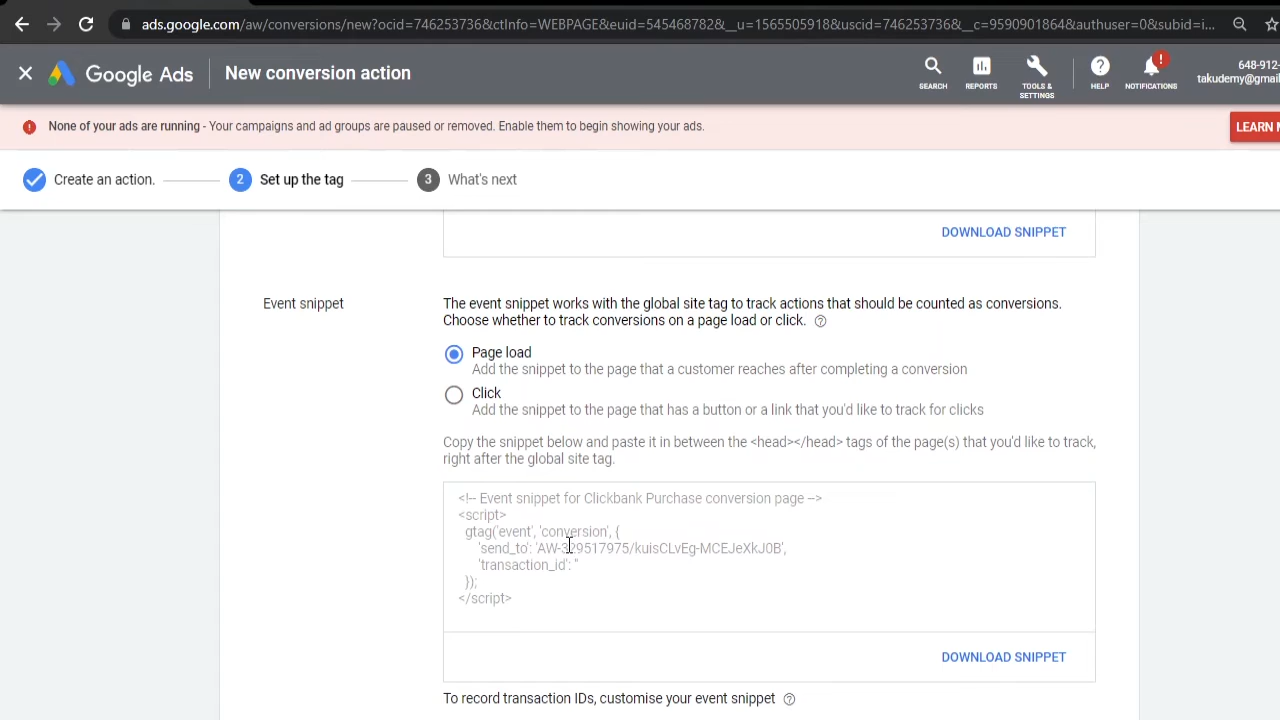 ads.google.com/aw/conversions/new?ocid=746253736&ctInfo=WEBPAGE&euid=545468782&__u=1565505918&uscid=746253736&__c=9590901864&authuser=0&subid=i...
Google Ads
New conversion action
SEARCH
REPORTS
TOOLS &
SETTINGS
HELP
!
NOTIFICATIONS
648-912-
takudemy@gmail
! None of your ads are running - Your campaigns and ad groups are paused or removed. Enable them to begin showing your ads.
LEARN M
Create an action.
2 Set up the tag
3 What's next
DOWNLOAD SNIPPET
Event snippet
The event snippet works with the global site tag to track actions that should be counted as conversions.
Choose whether to track conversions on a page load or click. ?
Page load
Add the snippet to the page that a customer reaches after completing a conversion
Click
Add the snippet to the page that has a button or a link that you'd like to track for clicks
Copy the snippet below and paste it in between the <head></head> tags of the page(s) that you'd like to track,
right after the global site tag.
<!-- Event snippet for Clickbank Purchase conversion page -->
<script>
gtag('event', 'conversion', {
'send_to': 'AW-329517975/kuisCLvEg-MCEJeXkJ0B',
'transaction_id': ''
});
</script>
DOWNLOAD SNIPPET
To record transaction IDs, customise your event snippet ?